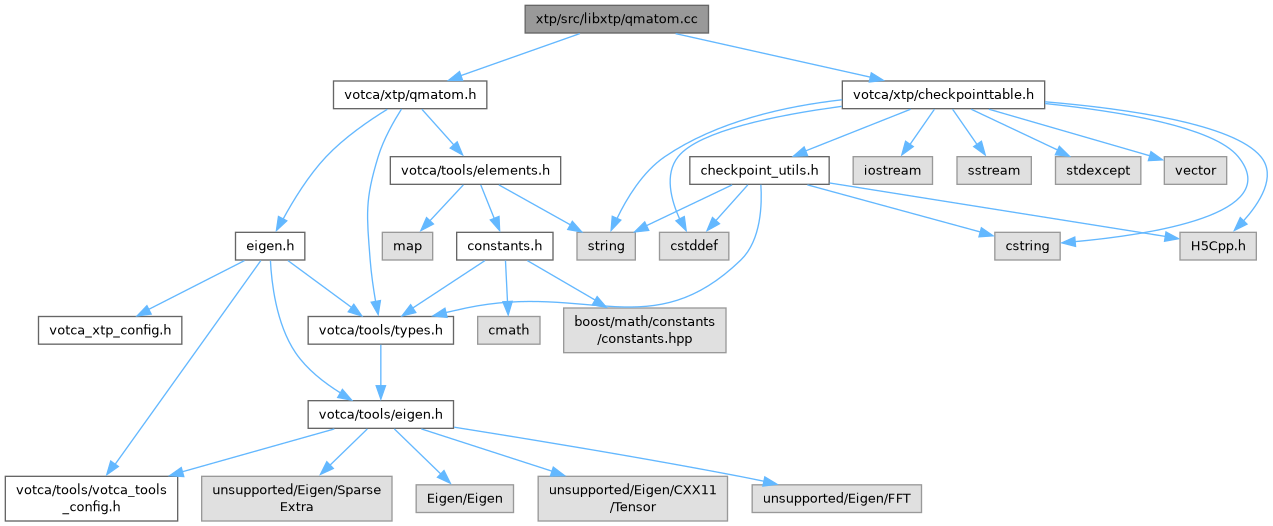 xtp/src/libxtp/qmatom.cc
votca/xtp/qmatom.h
votca/xtp/checkpointtable.h
votca/tools/elements.h
checkpoint_utils.h
iostream
sstream
stdexcept
vector
eigen.h
map
constants.h
string
cstddef
cstring
H5Cpp.h
votca_xtp_config.h
votca/tools/types.h
cmath
boost/math/constants
/constants.hpp
votca/tools/eigen.h
votca/tools/votca_tools
_config.h
unsupported/Eigen/Sparse
Extra
Eigen/Eigen
unsupported/Eigen/CXX11
/Tensor
unsupported/Eigen/FFT